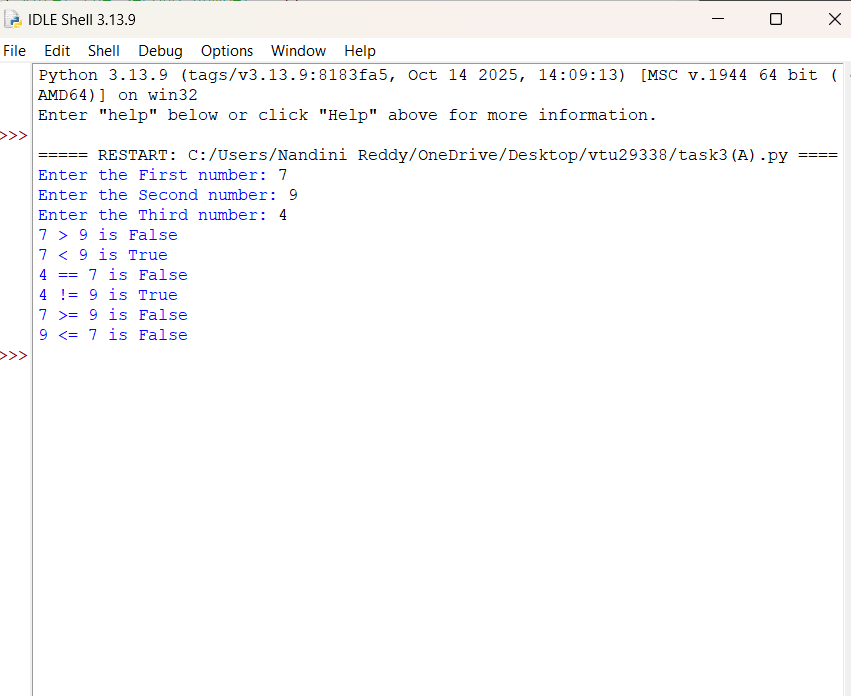 IDLE Shell 3.13.9
File Edit Shell Debug Options Window Help
Python 3.13.9 (tags/v3.13.9:8183fa5, Oct 14 2025, 14:09:13) [MSC v.1944 64 bit (
AMD64)] on win32
Enter "help" below or click "Help" above for more information.
>>>
===== RESTART: C:/Users/Nandini Reddy/OneDrive/Desktop/vtu29338/task3(A).py ====
Enter the First number: 7
Enter the Second number: 9
Enter the Third number: 4
7 > 9 is False
7 < 9 is True
4 == 7 is False
4 != 9 is True
7 >= 9 is False
9 <= 7 is False
>>>